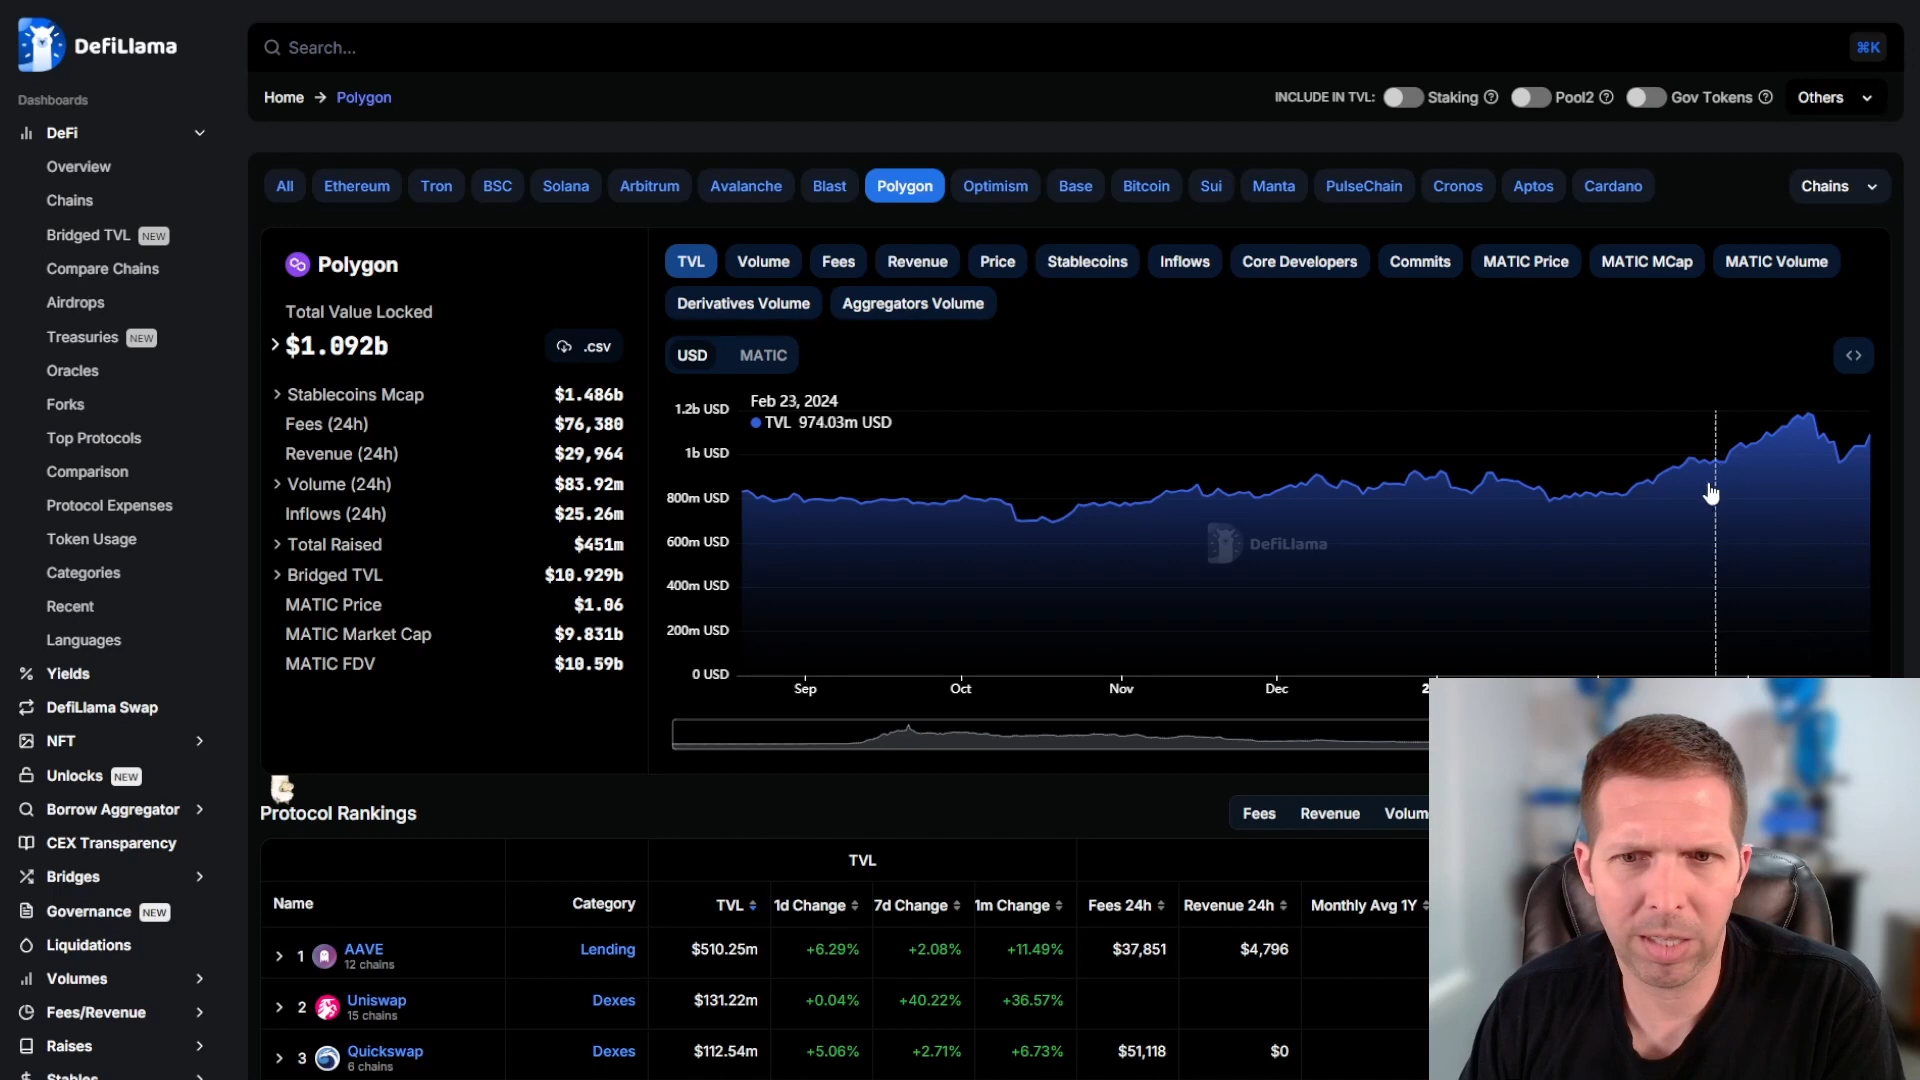 DefiLlama
Search...
⌘K
Home → Polygon
INCLUDE IN TVL: Staking Pool2 Gov Tokens Others
Dashboards
DeFi
Overview
Chains
Bridged TVL NEW
Compare Chains
Airdrops
Treasuries NEW
Oracles
Forks
Top Protocols
Comparison
Protocol Expenses
Token Usage
Categories
Recent
Languages
Yields
DefiLlama Swap
NFT
Unlocks NEW
Borrow Aggregator
CEX Transparency
Bridges
Governance NEW
Liquidations
Volumes
Fees/Revenue
Raises
Stables
All Ethereum Tron BSC Solana Arbitrum Avalanche Blast Polygon Optimism Base Bitcoin Sui Manta PulseChain Cronos Aptos Cardano Chains
Polygon
Total Value Locked
$1.092b .csv
Stablecoins Mcap $1.486b
Fees (24h) $76,380
Revenue (24h) $29,964
Volume (24h) $83.92m
Inflows (24h) $25.26m
Total Raised $451m
Bridged TVL $10.929b
MATIC Price $1.06
MATIC Market Cap $9.831b
MATIC FDV $10.59b
TVL Volume Fees Revenue Price Stablecoins Inflows Core Developers Commits MATIC Price MATIC MCap MATIC Volume
Derivatives Volume Aggregators Volume
USD MATIC
Feb 23, 2024
TVL 974.03m USD
1.2b USD
1b USD
800m USD
600m USD
400m USD
200m USD
0 USD
DefiLlama
Sep Oct Nov Dec 2
Protocol Rankings
Fees Revenue Volum
TVL
Name Category TVL 1d Change 7d Change 1m Change Fees 24h Revenue 24h Monthly Avg 1Y
1 AAVE Lending $510.25m +6.29% +2.08% +11.49% $37,851 $4,796
12 chains
2 Uniswap Dexes $131.22m +0.04% +40.22% +36.57%
15 chains
3 Quickswap Dexes $112.54m +5.06% +2.71% +6.73% $51,118 $0
6 chains